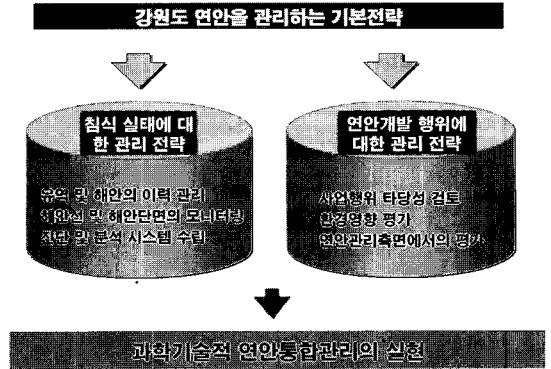 강원도 연안을 관리하는 기본전략
침식 실태에 대
한 관리 전략
유역 및 해안의 이력 관리
해안선 및 해안단면의 모니터링
진단 및 분석 시스템 수립
연안개발 행위에
대한 관리 전략
사업행위 타당성 검토
환경영향 평가
연안관리측면에서의 평가
과학기술적 연안통합관리의 실현